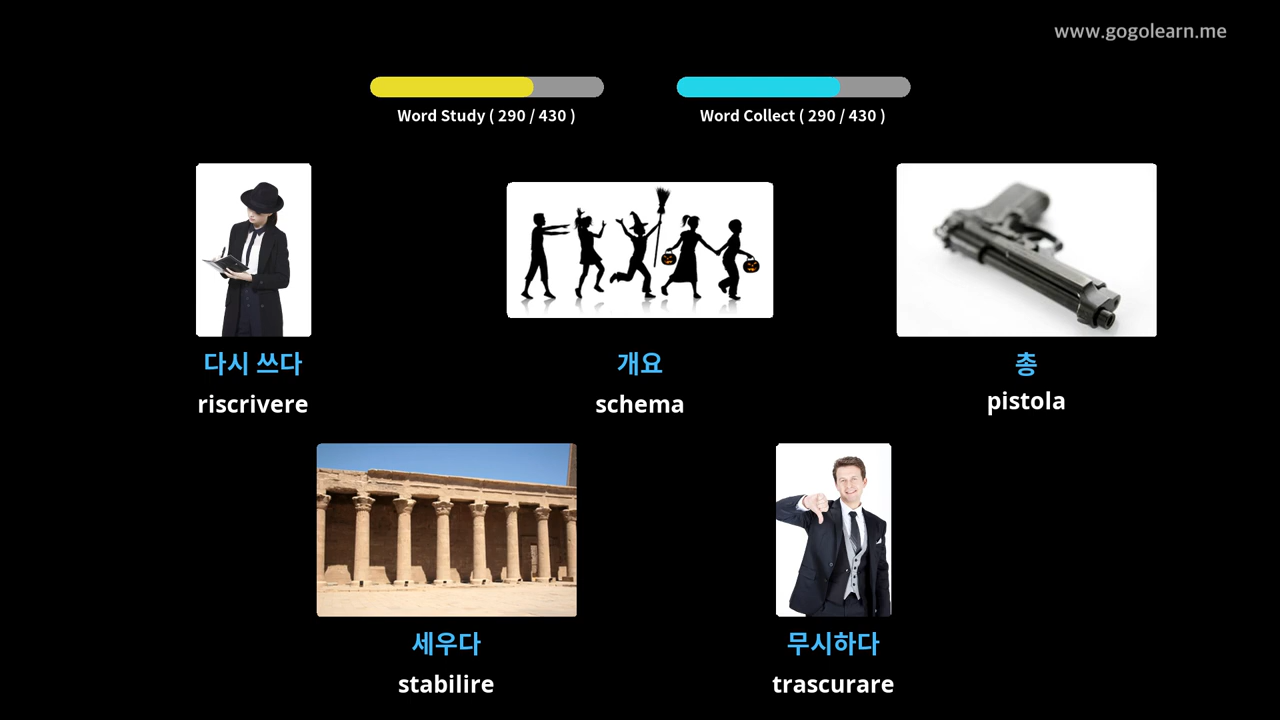 www.gogolearn.me
Word Study ( 290 / 430 )
Word Collect ( 290 / 430 )
다시 쓰다
riscrivere
개요
schema
총
pistola
세우다
stabilire
무시하다
trascurare